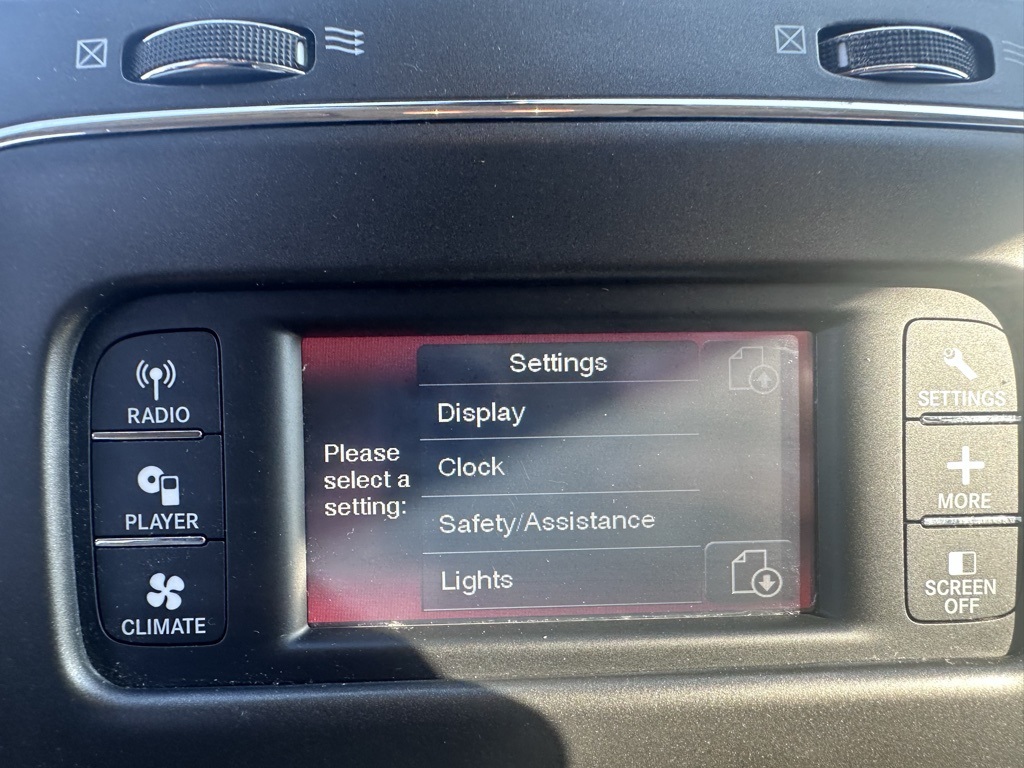 RADIO
PLAYER
CLIMATE
Please
select a
setting:
Settings
Display
Clock
Safety/Assistance
Lights
SETTINGS
MORE
SCREEN
OFF